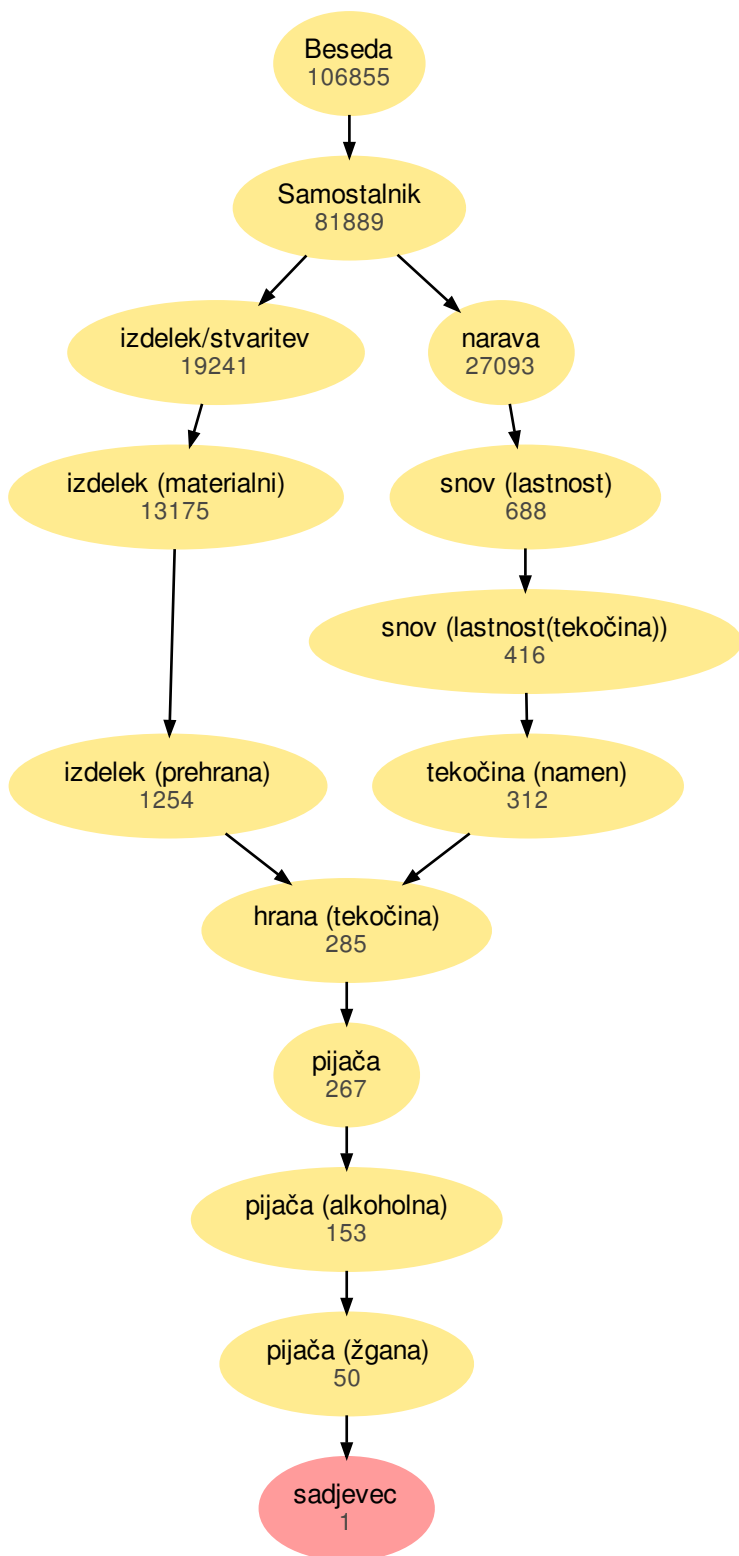 Beseda
106855
Samostalnik
81889
izdelek/stvaritev
19241
narava
27093
izdelek (materialni)
13175
snov (lastnost)
688
snov (lastnost(tekočina))
416
izdelek (prehrana)
1254
tekočina (namen)
312
hrana (tekočina)
285
pijača
267
pijača (alkoholna)
153
pijača (žgana)
50
sadjevec
1